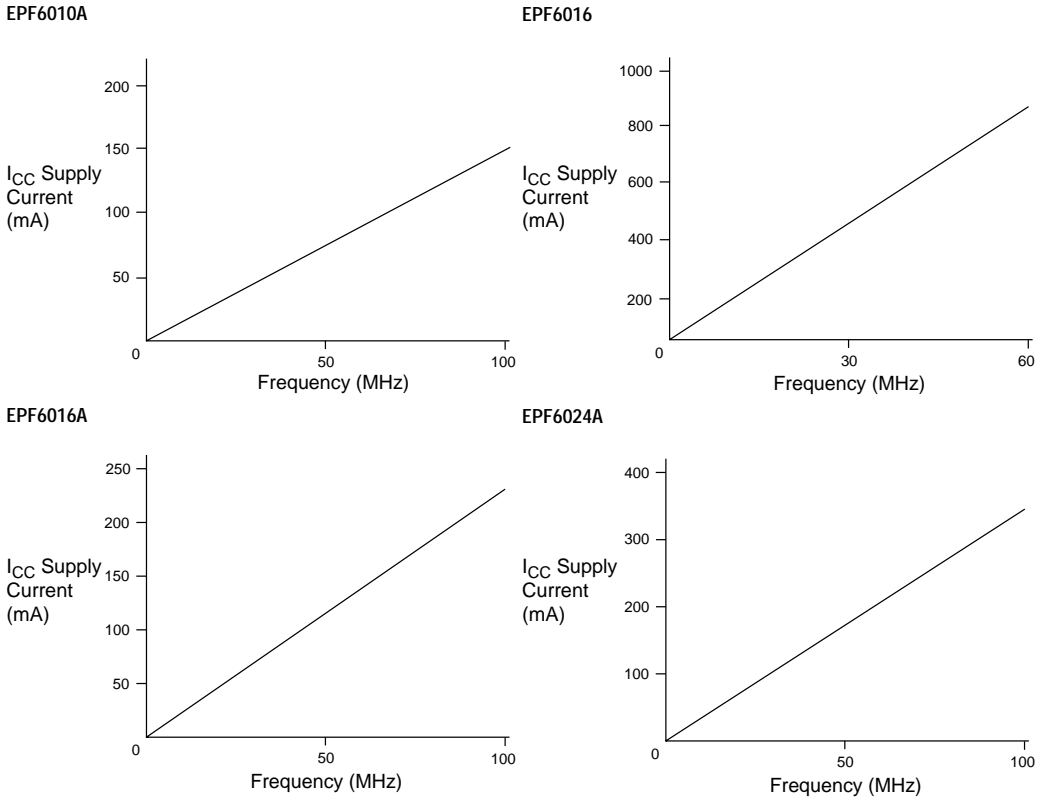 EPF6010A
200
150
100
50
0
I_CC Supply
Current
(mA)
50
100
Frequency (MHz)
EPF6016
1000
800
600
400
200
0
I_CC Supply
Current
(mA)
30
60
Frequency (MHz)
EPF6016A
250
200
150
100
50
0
I_CC Supply
Current
(mA)
50
100
Frequency (MHz)
EPF6024A
400
300
200
100
0
I_CC Supply
Current
(mA)
50
100
Frequency (MHz)